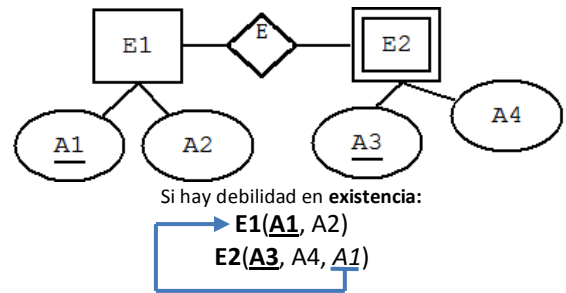 E
E1
E2
A1
A2
A3
A4
Si hay debilidad en existencia:
E1(A1, A2)
E2(A3, A4, A1)